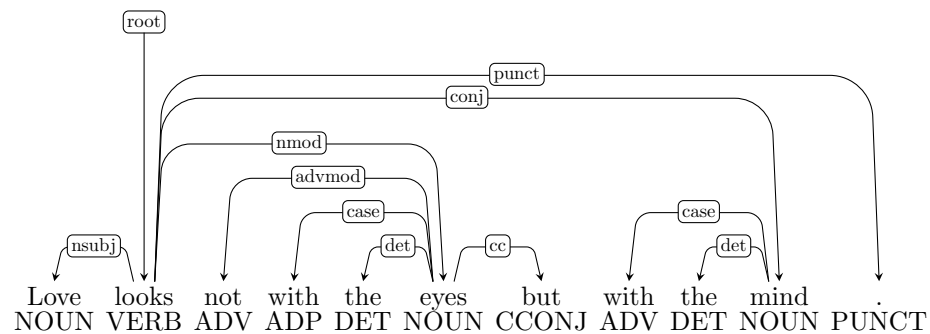 root
punct
conj
nmod
advmod
case case
nsubj det cc det
Love looks not with the eyes but with the mind .
NOUN VERB ADV ADP DET NOUN CCONJ ADV DET NOUN PUNCT